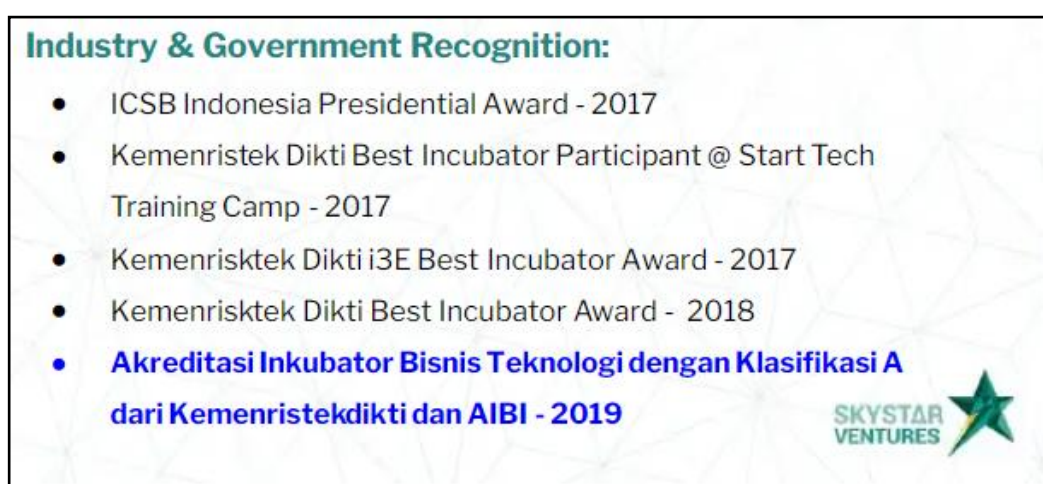 Industry & Government Recognition:
● ICSB Indonesia Presidential Award - 2017
● Kemenristek Dikti Best Incubator Participant @ Start Tech
Training Camp - 2017
● Kemenrisktek Dikti i3E Best Incubator Award - 2017
● Kemenrisktek Dikti Best Incubator Award - 2018
● Akreditasi Inkubator Bisnis Teknologi dengan Klasifikasi A
dari Kemenristekdikti dan AIBI - 2019
SKYSTAR
VENTURES